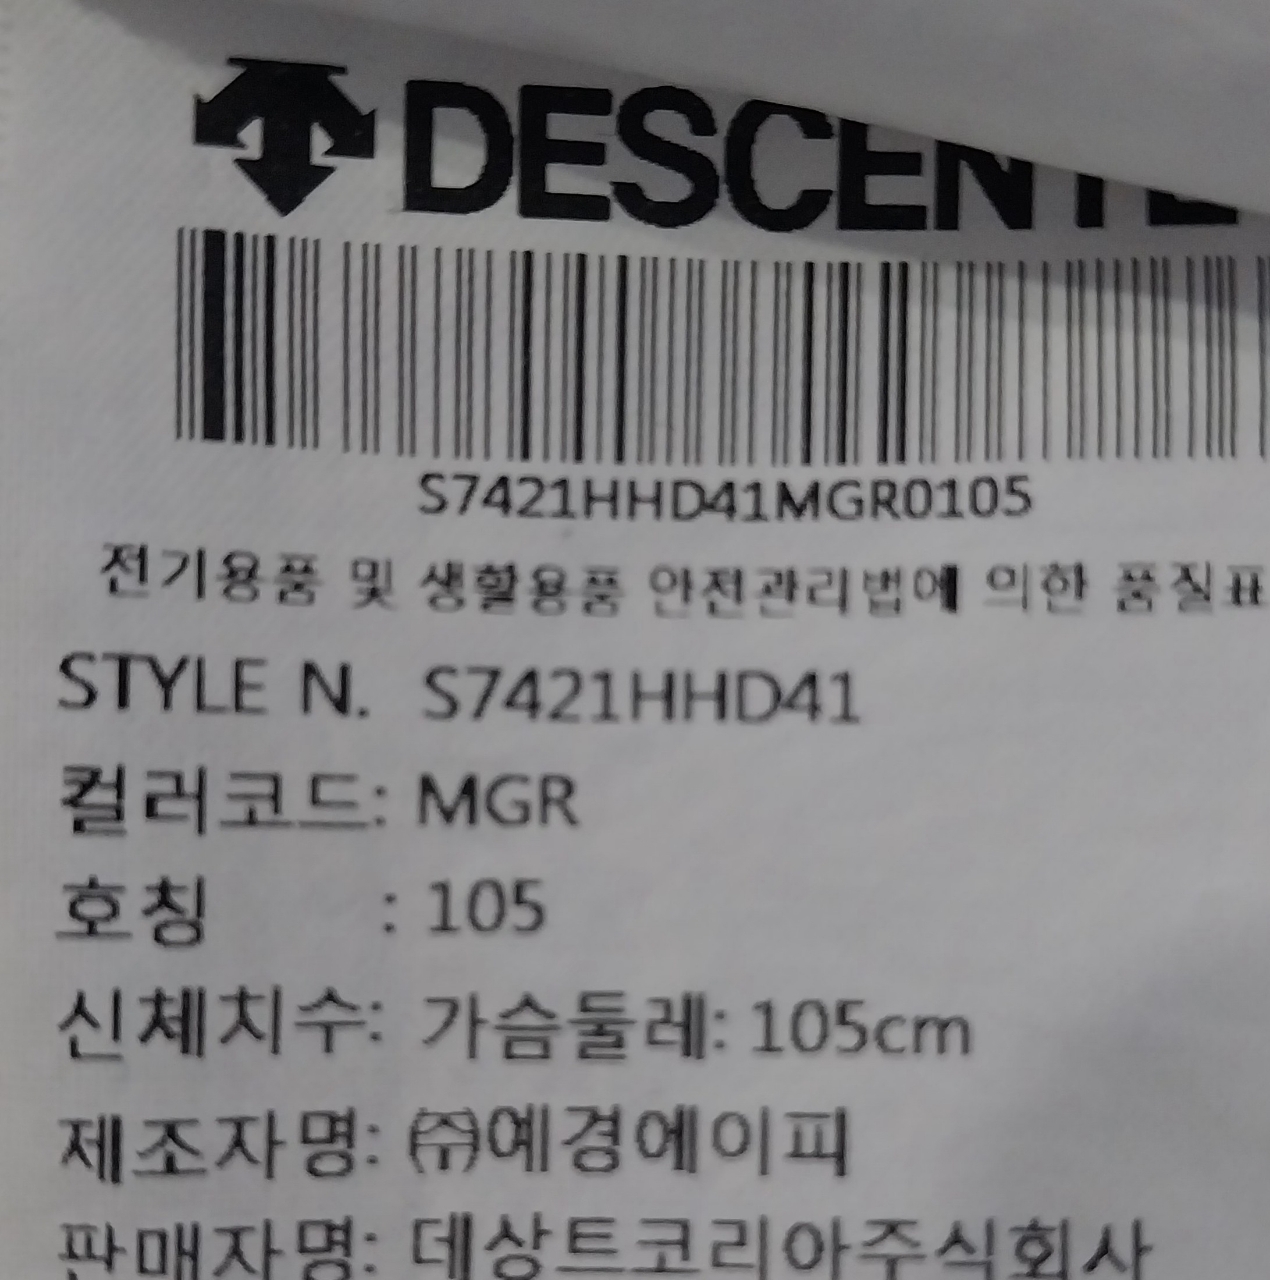 DESCENTE
S7421HHD41MGR0105
전기용품 및 생활용품 안전관리법에 의한 품질표
STYLE N. S7421HHD41
컬러코드: MGR
호칭 : 105
신체치수: 가슴둘레: 105cm
제조자명: ㈜예경에이피
판매자명: 데상트코리아주식회사